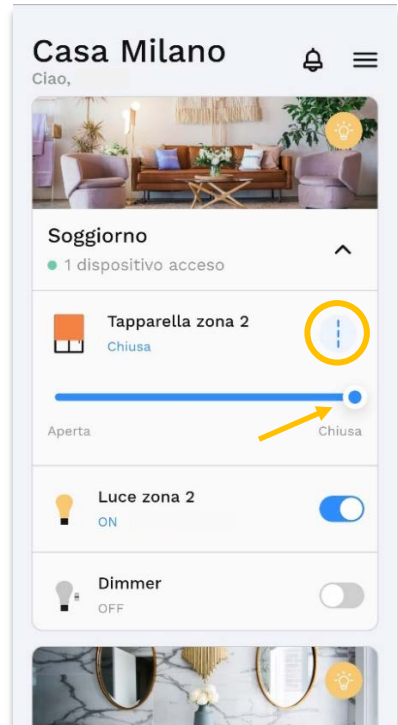 Casa Milano
Ciao,
Soggiorno
1 dispositivo acceso
Tapparella zona 2
Chiusa
Aperta
Chiusa
Luce zona 2
ON
Dimmer
OFF